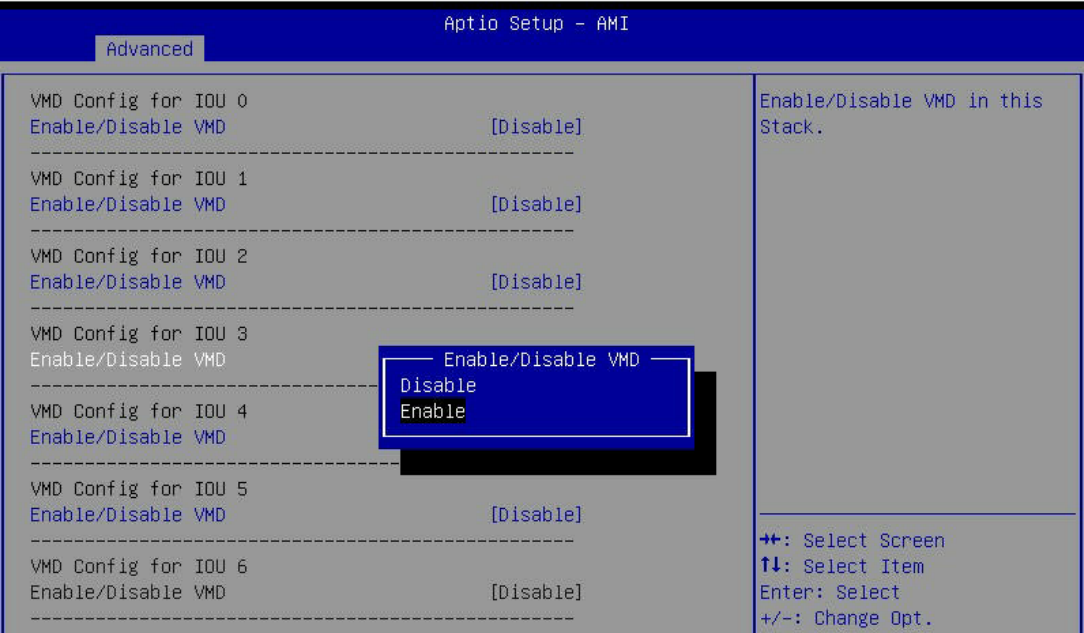 Aptio Setup – AMI
Advanced
VMD Config for IOU 0
Enable/Disable VMD [Disable]
------------------------------------------------
VMD Config for IOU 1
Enable/Disable VMD [Disable]
------------------------------------------------
VMD Config for IOU 2
Enable/Disable VMD [Disable]
------------------------------------------------
VMD Config for IOU 3
Enable/Disable VMD
------------------------------------------------
VMD Config for IOU 4
Enable/Disable VMD
------------------------------------------------
VMD Config for IOU 5
Enable/Disable VMD [Disable]
------------------------------------------------
VMD Config for IOU 6
Enable/Disable VMD [Disable]
------------------------------------------------
Enable/Disable VMD
Disable
Enable
Enable/Disable VMD in this
Stack.
→←: Select Screen
↑↓: Select Item
Enter: Select
+/-: Change Opt.